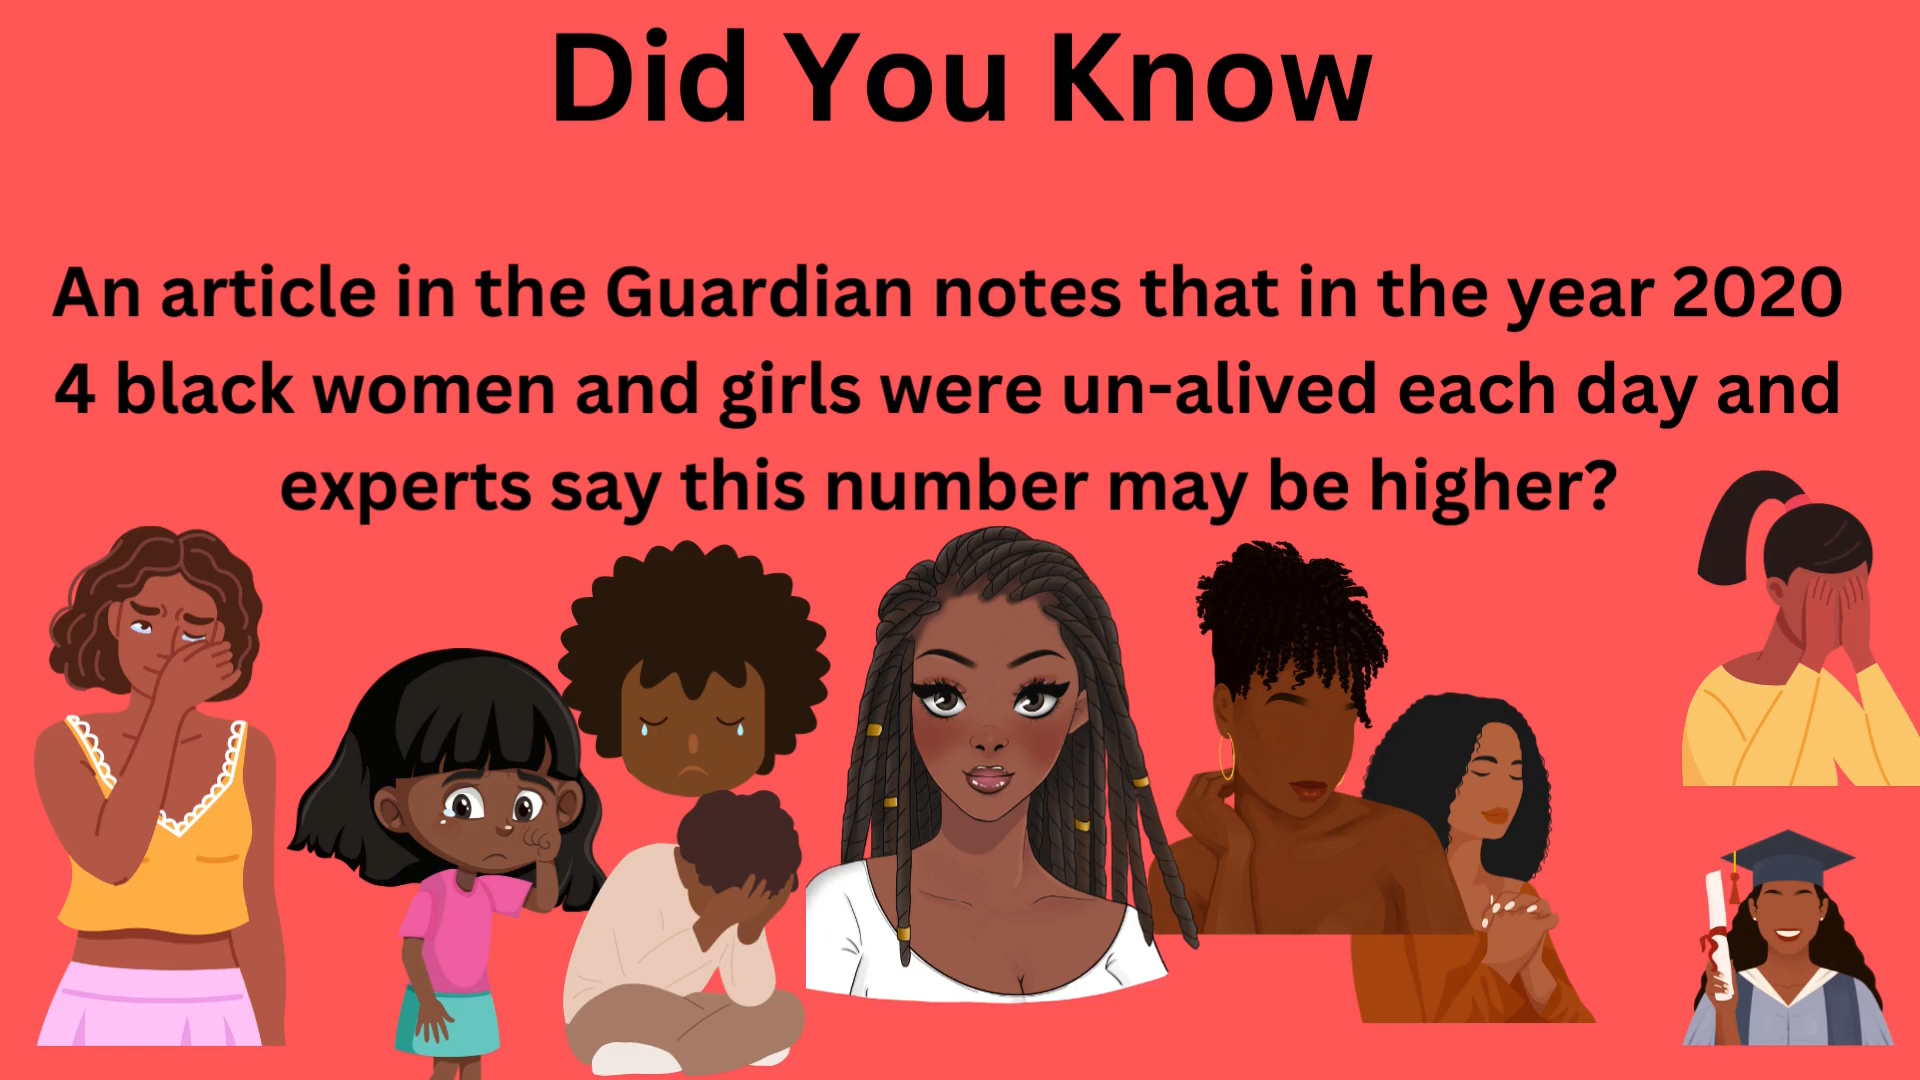 Did You Know
An article in the Guardian notes that in the year 2020
4 black women and girls were un-alived each day and
experts say this number may be higher?